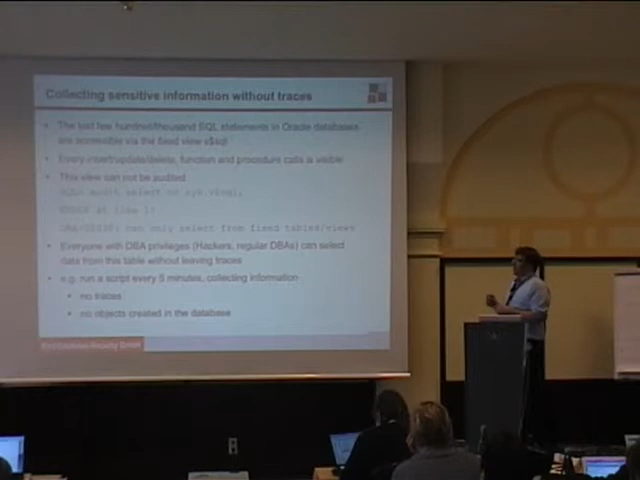 Collecting sensitive information without traces
The last few hundred/thousand SQL statements in Oracle databases
are accessible via the fixed view v$sql
Every insert/update/delete, function and procedure calls is visible
This view can not be audited
SQL> audit select on sys.v$sql;
ERROR at line 1:
can only select from fixed tables/views
Everyone with DBA privileges (Hackers, regular DBAs) can select
data from this table without leaving traces
e.g. run a script every 5 minutes, collecting information
no traces
no objects created in the database